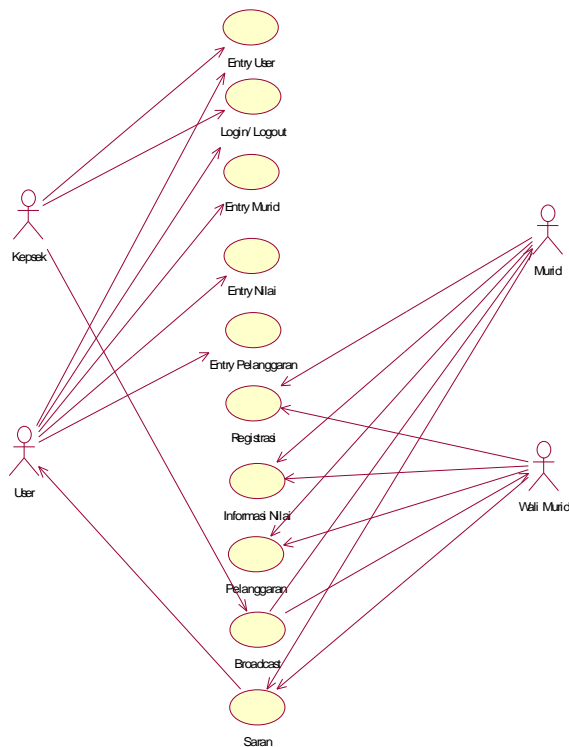 Entry User
Login/ Logout
Entry Murid
Kepsek
Murid
Entry Nilai
Entry Pelanggaran
Registrasi
User
Informasi Nilai
Wali Murid
Pelanggaran
Broadcast
Saran